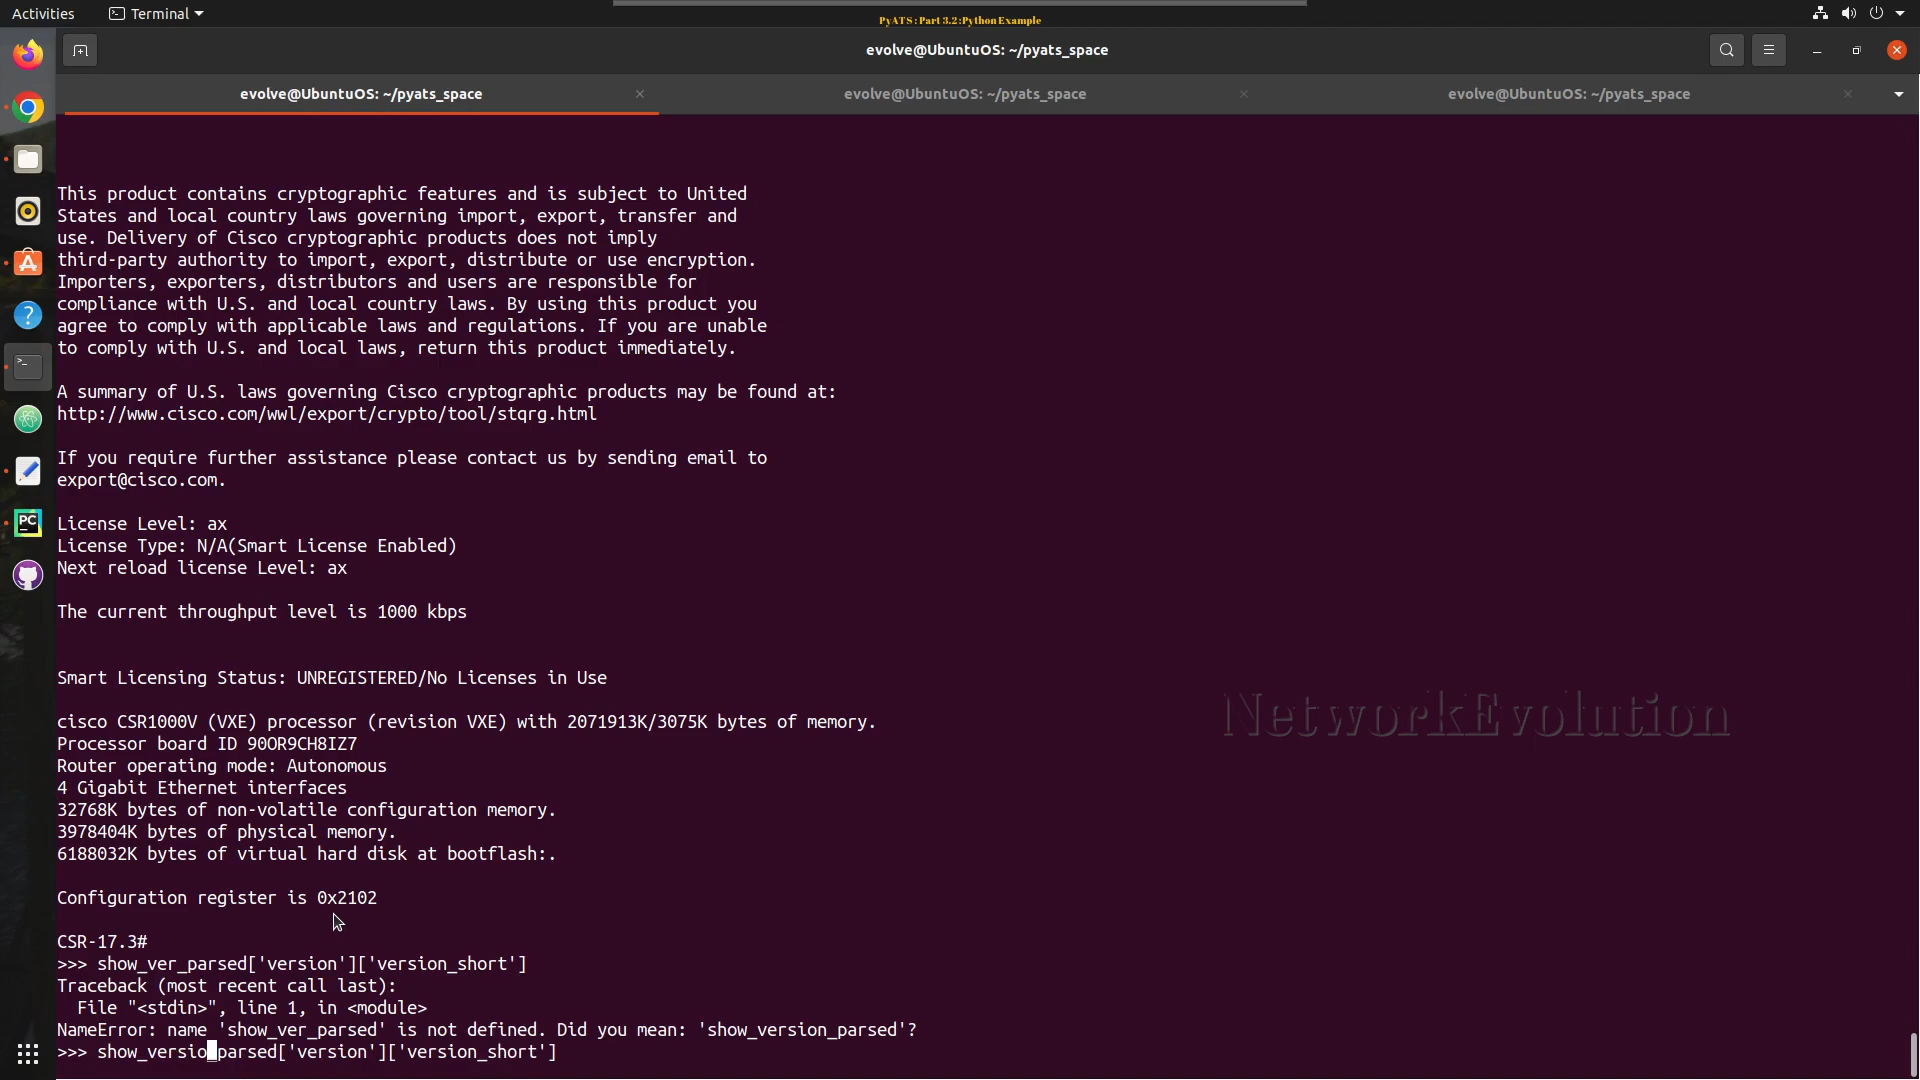 Activities
Terminal
PyATS : Part 3.2 :Python Example
evolve@UbuntuOS: ~/pyats_space
evolve@UbuntuOS: ~/pyats_space
evolve@UbuntuOS: ~/pyats_space
evolve@UbuntuOS: ~/pyats_space
This product contains cryptographic features and is subject to United
States and local country laws governing import, export, transfer and
use. Delivery of Cisco cryptographic products does not imply
third-party authority to import, export, distribute or use encryption.
Importers, exporters, distributors and users are responsible for
compliance with U.S. and local country laws. By using this product you
agree to comply with applicable laws and regulations. If you are unable
to comply with U.S. and local laws, return this product immediately.
A summary of U.S. laws governing Cisco cryptographic products may be found at:
http://www.cisco.com/wwl/export/crypto/tool/stqrg.html
If you require further assistance please contact us by sending email to
export@cisco.com.
License Level: ax
License Type: N/A(Smart License Enabled)
Next reload license Level: ax
The current throughput level is 1000 kbps
Smart Licensing Status: UNREGISTERED/No Licenses in Use
NetworkEvolution
cisco CSR1000V (VXE) processor (revision VXE) with 2071913K/3075K bytes of memory.
Processor board ID 90OR9CH8IZ7
Router operating mode: Autonomous
4 Gigabit Ethernet interfaces
32768K bytes of non-volatile configuration memory.
3978404K bytes of physical memory.
6188032K bytes of virtual hard disk at bootflash:.
Configuration register is 0x2102
CSR-17.3#
>>> show_ver_parsed['version']['version_short']
Traceback (most recent call last):
File "<stdin>", line 1, in <module>
NameError: name 'show_ver_parsed' is not defined. Did you mean: 'show_version_parsed'?
>>> show_versio_parsed['version']['version_short']